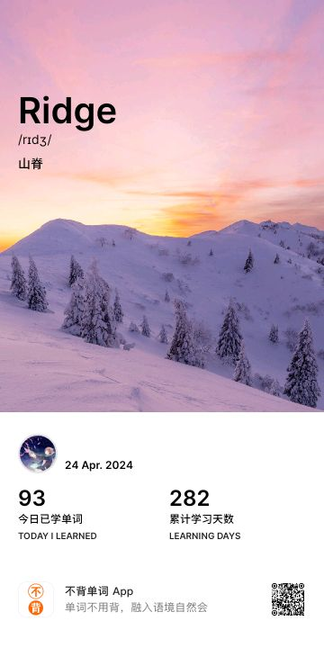 Ridge
/rɪdʒ/
山脊
24 Apr. 2024
93
282
今日已学单词
累计学习天数
TODAY I LEARNED
LEARNING DAYS
不背
不背单词 App
单词不用背，融入语境自然会